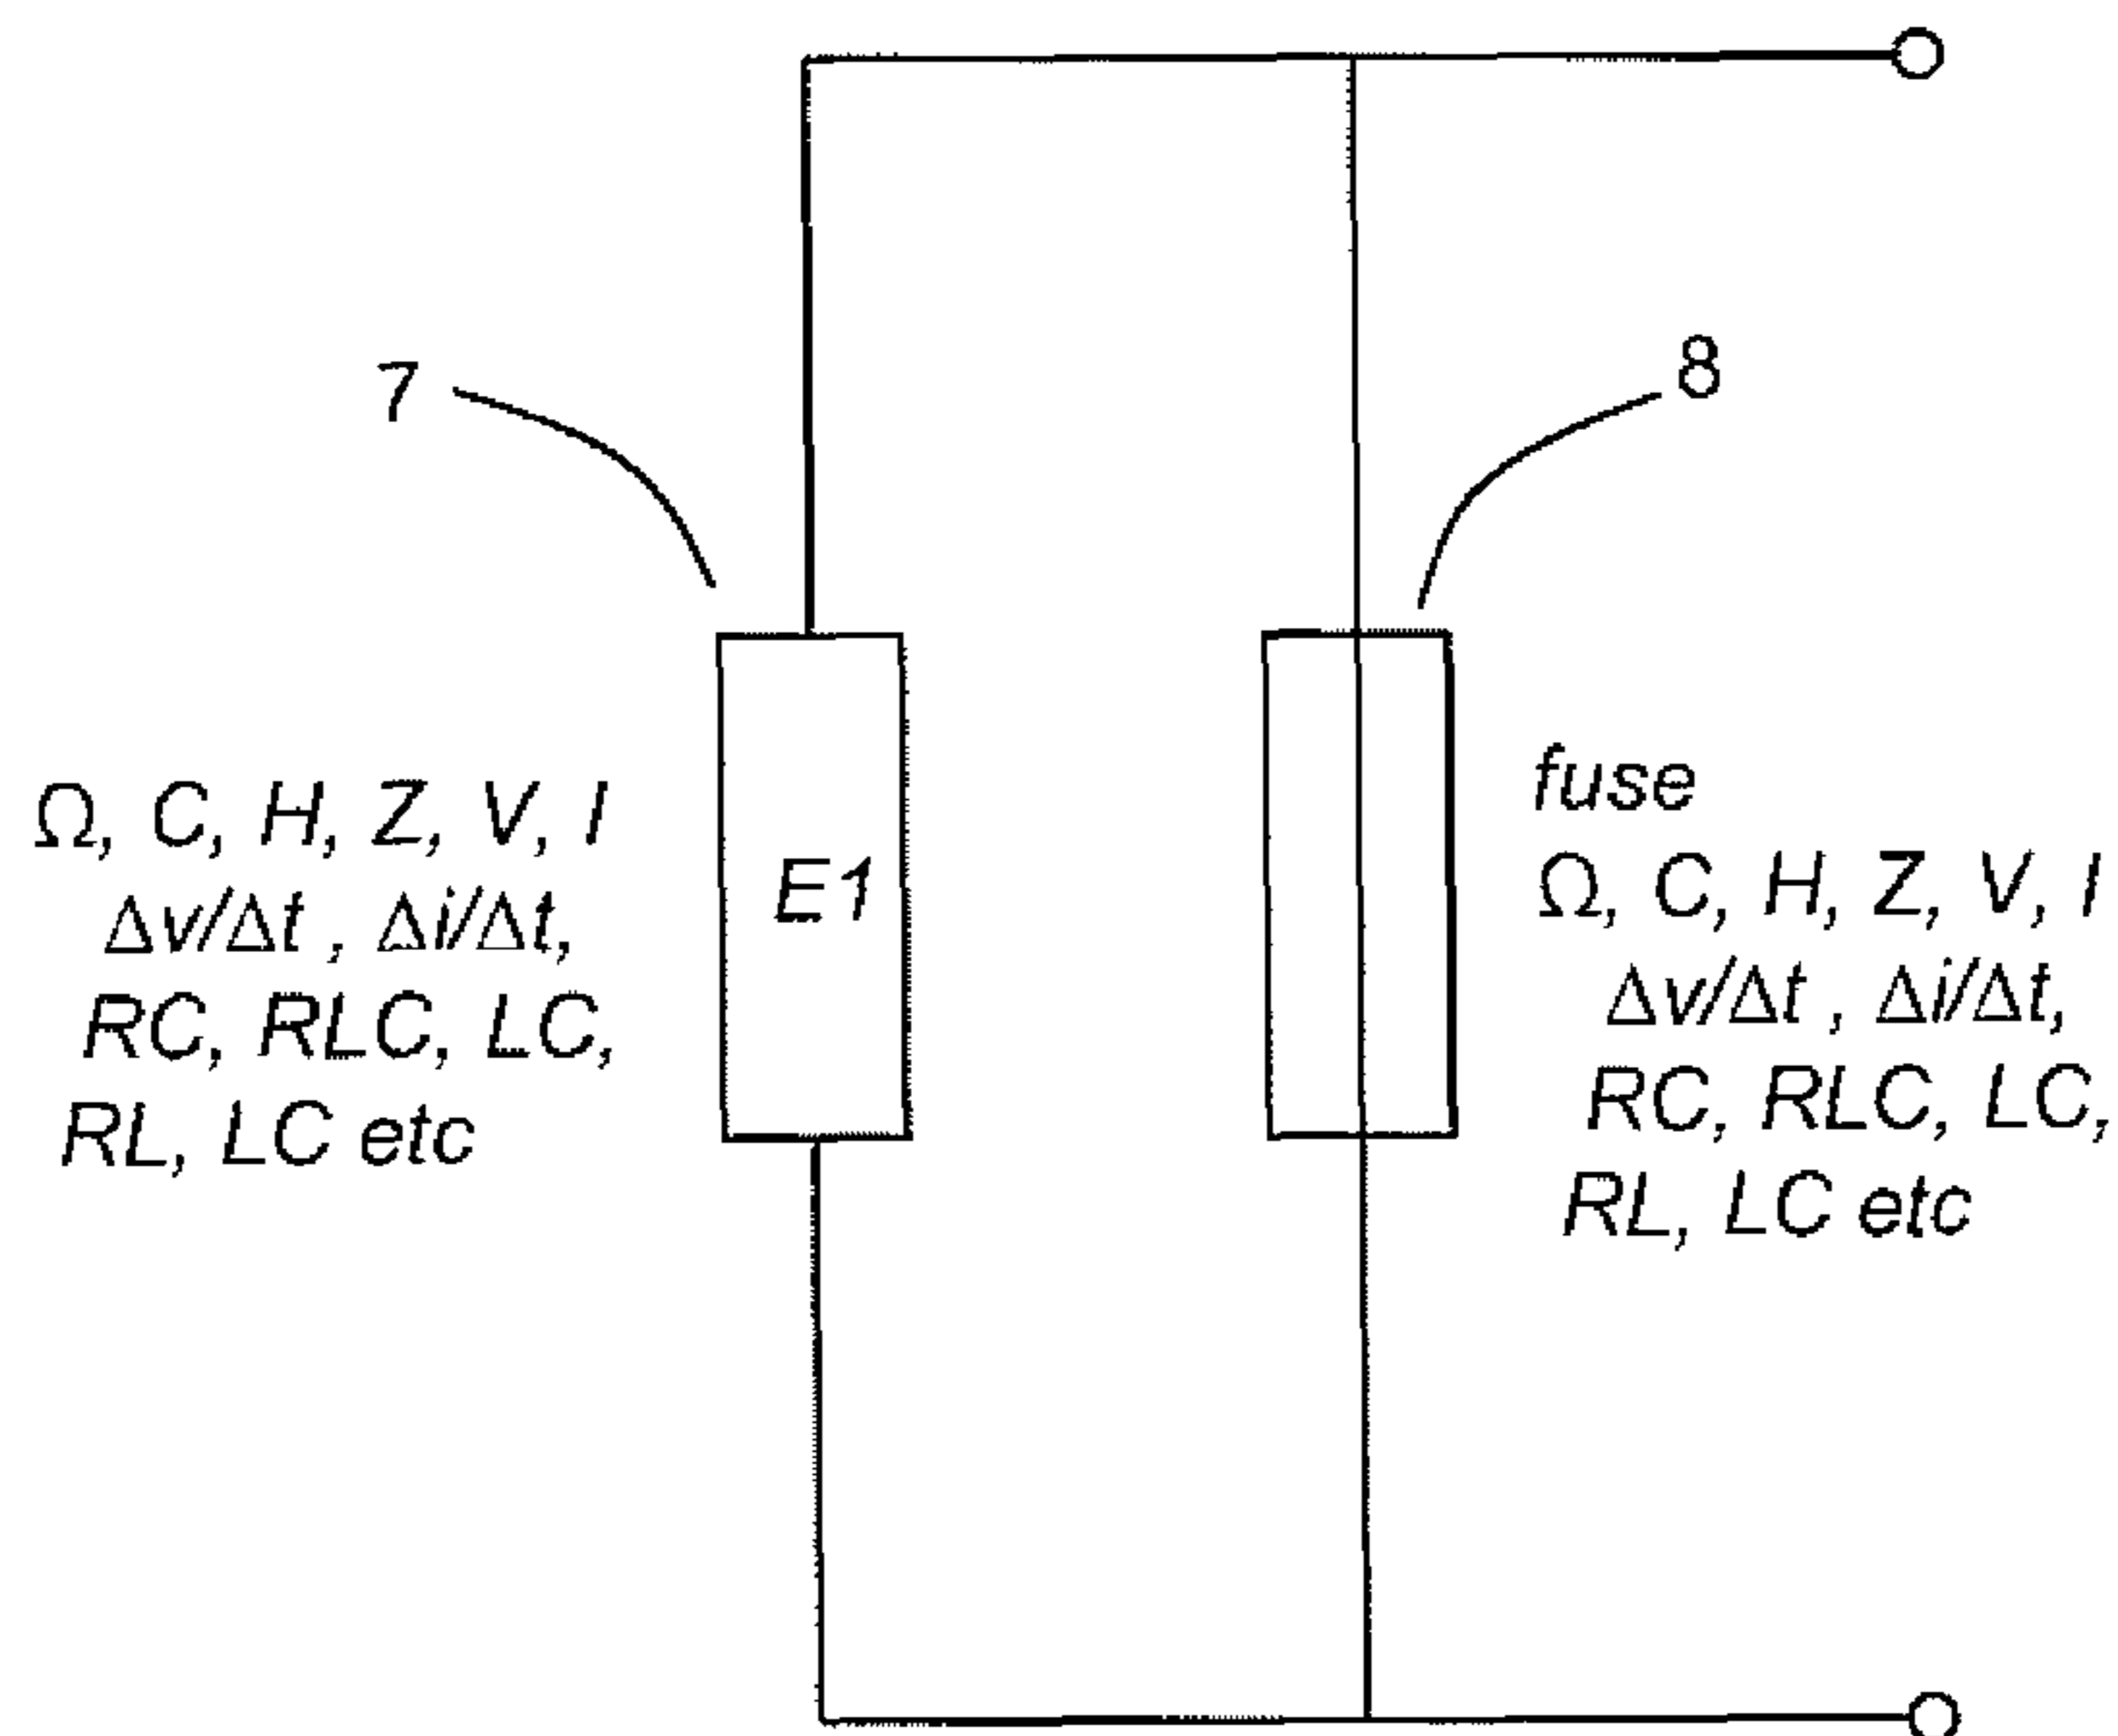 7
8
Ω, C, H, Z, V, I
Δv/Δt , Δi/Δt,
RC, RLC, LC,
RL, LC etc
E1
fuse
Ω, C, H, Z, V, I
Δv/Δt , Δi/Δt,
RC, RLC, LC,
RL, LC etc